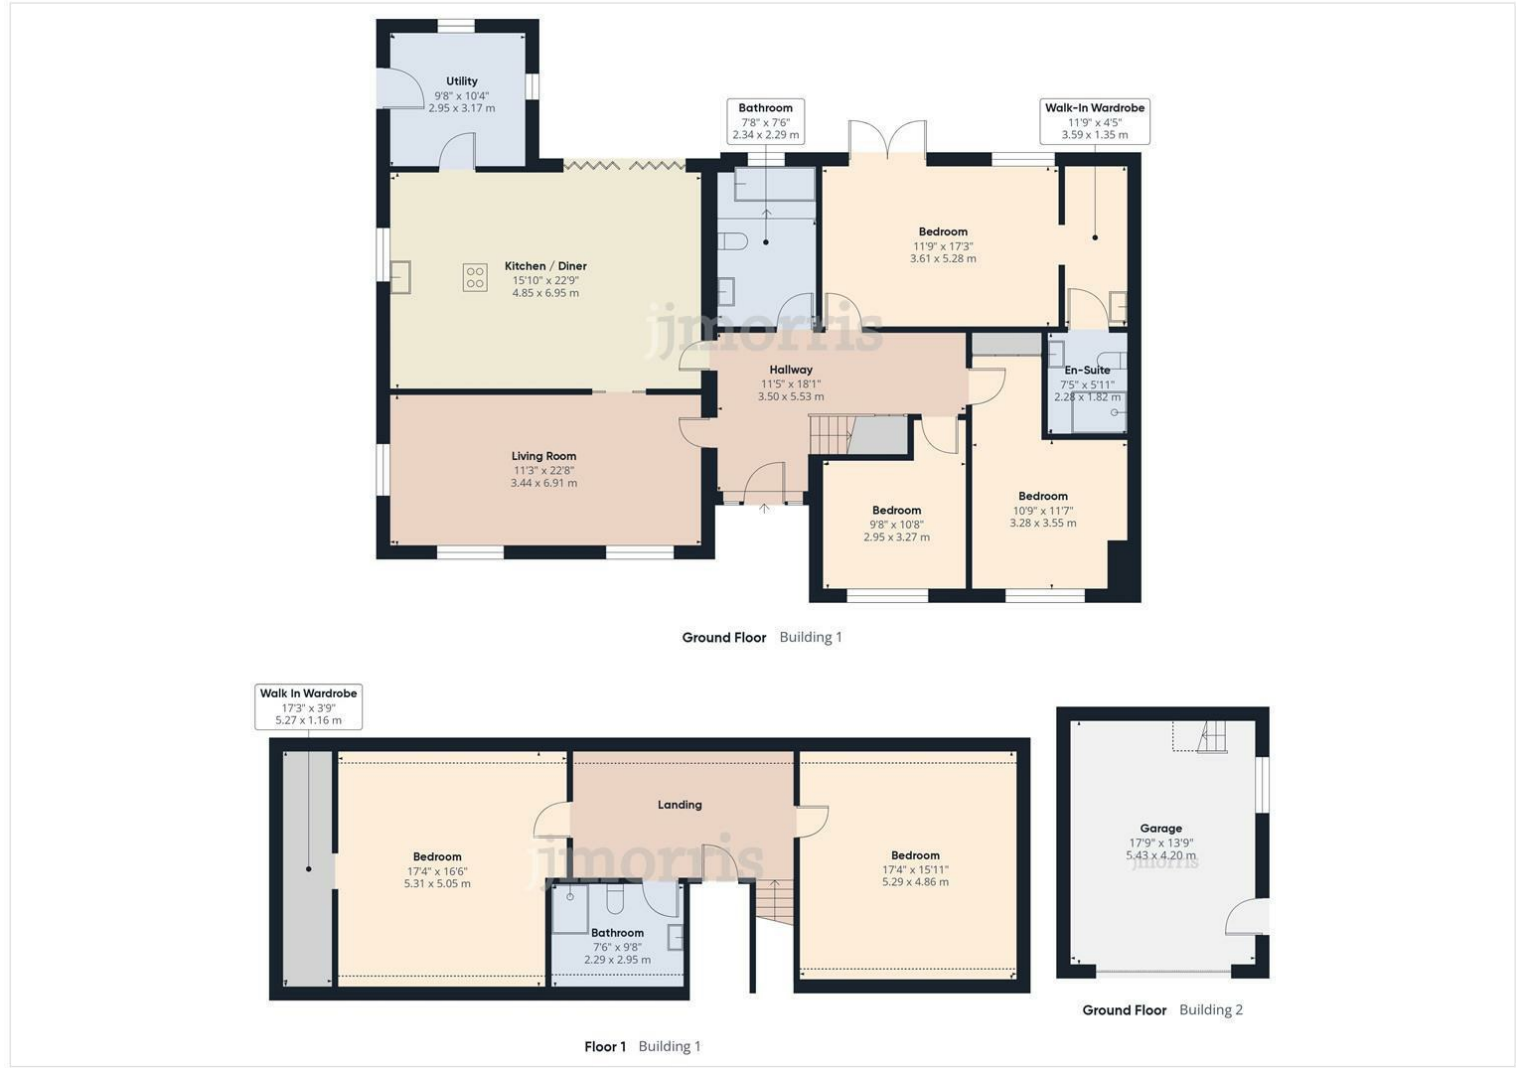 Utility
9'8" x 10'4"
2.95 x 3.17 m
Bathroom
7'8" x 7'6"
2.34 x 2.29 m
Walk-In Wardrobe
11'9" x 4'5"
3.59 x 1.35 m
Kitchen / Diner
15'10" x 22'9"
4.85 x 6.95 m
Bedroom
11'9" x 17'3"
3.61 x 5.28 m
jjmorris
Hallway
11'5" x 18'1"
3.50 x 5.53 m
En-Suite
7'5" x 5'11"
2.28 x 1.82 m
Living Room
11'3" x 22'8"
3.44 x 6.91 m
Bedroom
9'8" x 10'8"
2.95 x 3.27 m
Bedroom
10'9" x 11'7"
3.28 x 3.55 m
Ground Floor Building 1
Walk In Wardrobe
17'3" x 3'9"
5.27 x 1.16 m
Landing
Bedroom
17'4" x 16'6"
5.31 x 5.05 m
jjmorris
Bedroom
17'4" x 15'11"
5.29 x 4.86 m
Bathroom
7'6" x 9'8"
2.29 x 2.95 m
Garage
17'9" x 13'9"
5.43 x 4.20 m
jjmorris
Ground Floor Building 2
Floor 1 Building 1